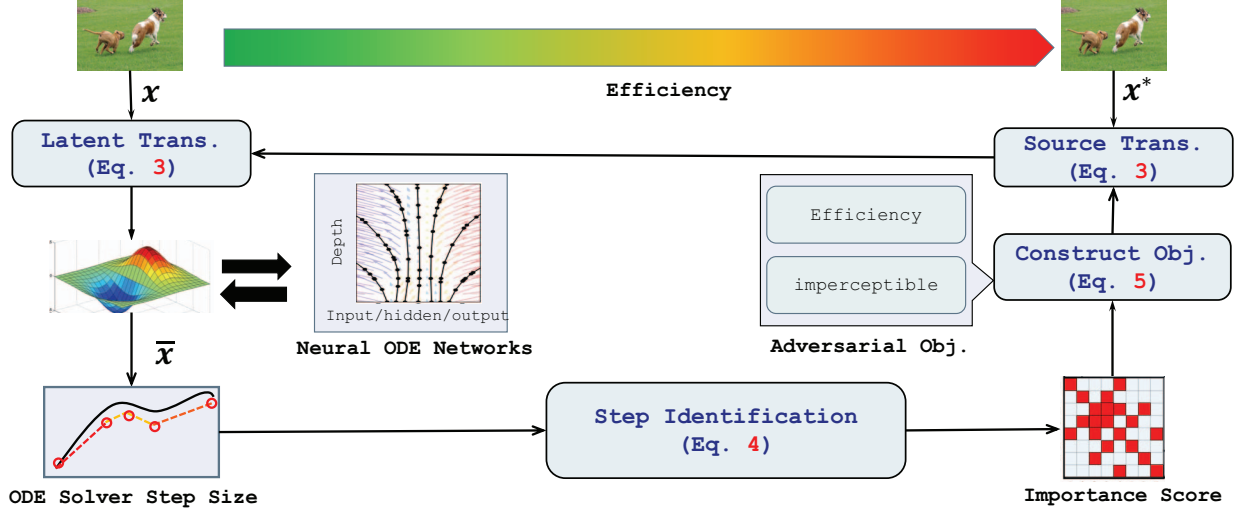 Efficiency
x
x*
Latent Trans.
(Eq. 3)
Source Trans.
(Eq. 3)
Depth
Input/hidden/output
Neural ODE Networks
Efficiency
imperceptible
Adversarial Obj.
Construct Obj.
(Eq. 5)
x̅
ODE Solver Step Size
Step Identification
(Eq. 4)
Importance Score